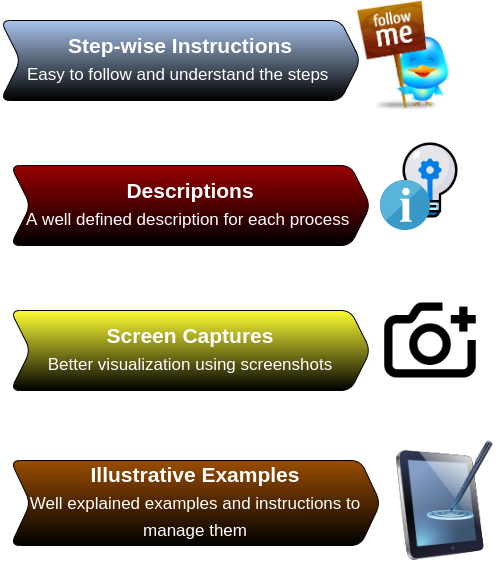 follow
me
Step-wise Instructions
Easy to follow and understand the steps
Descriptions
A well defined description for each process
i
Screen Captures
Better visualization using screenshots
Illustrative Examples
Well explained examples and instructions to
manage them